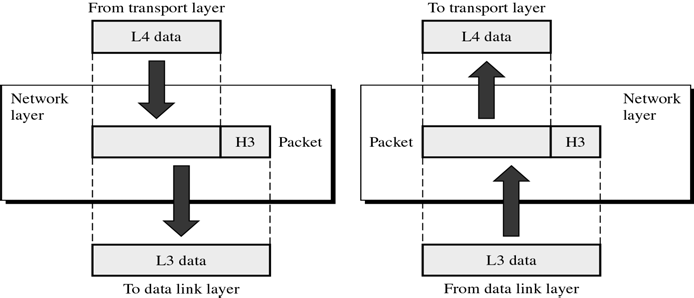 From transport layer
L4 data
Network
layer
H3
Packet
L3 data
To data link layer
To transport layer
L4 data
Network
layer
Packet
H3
L3 data
From data link layer